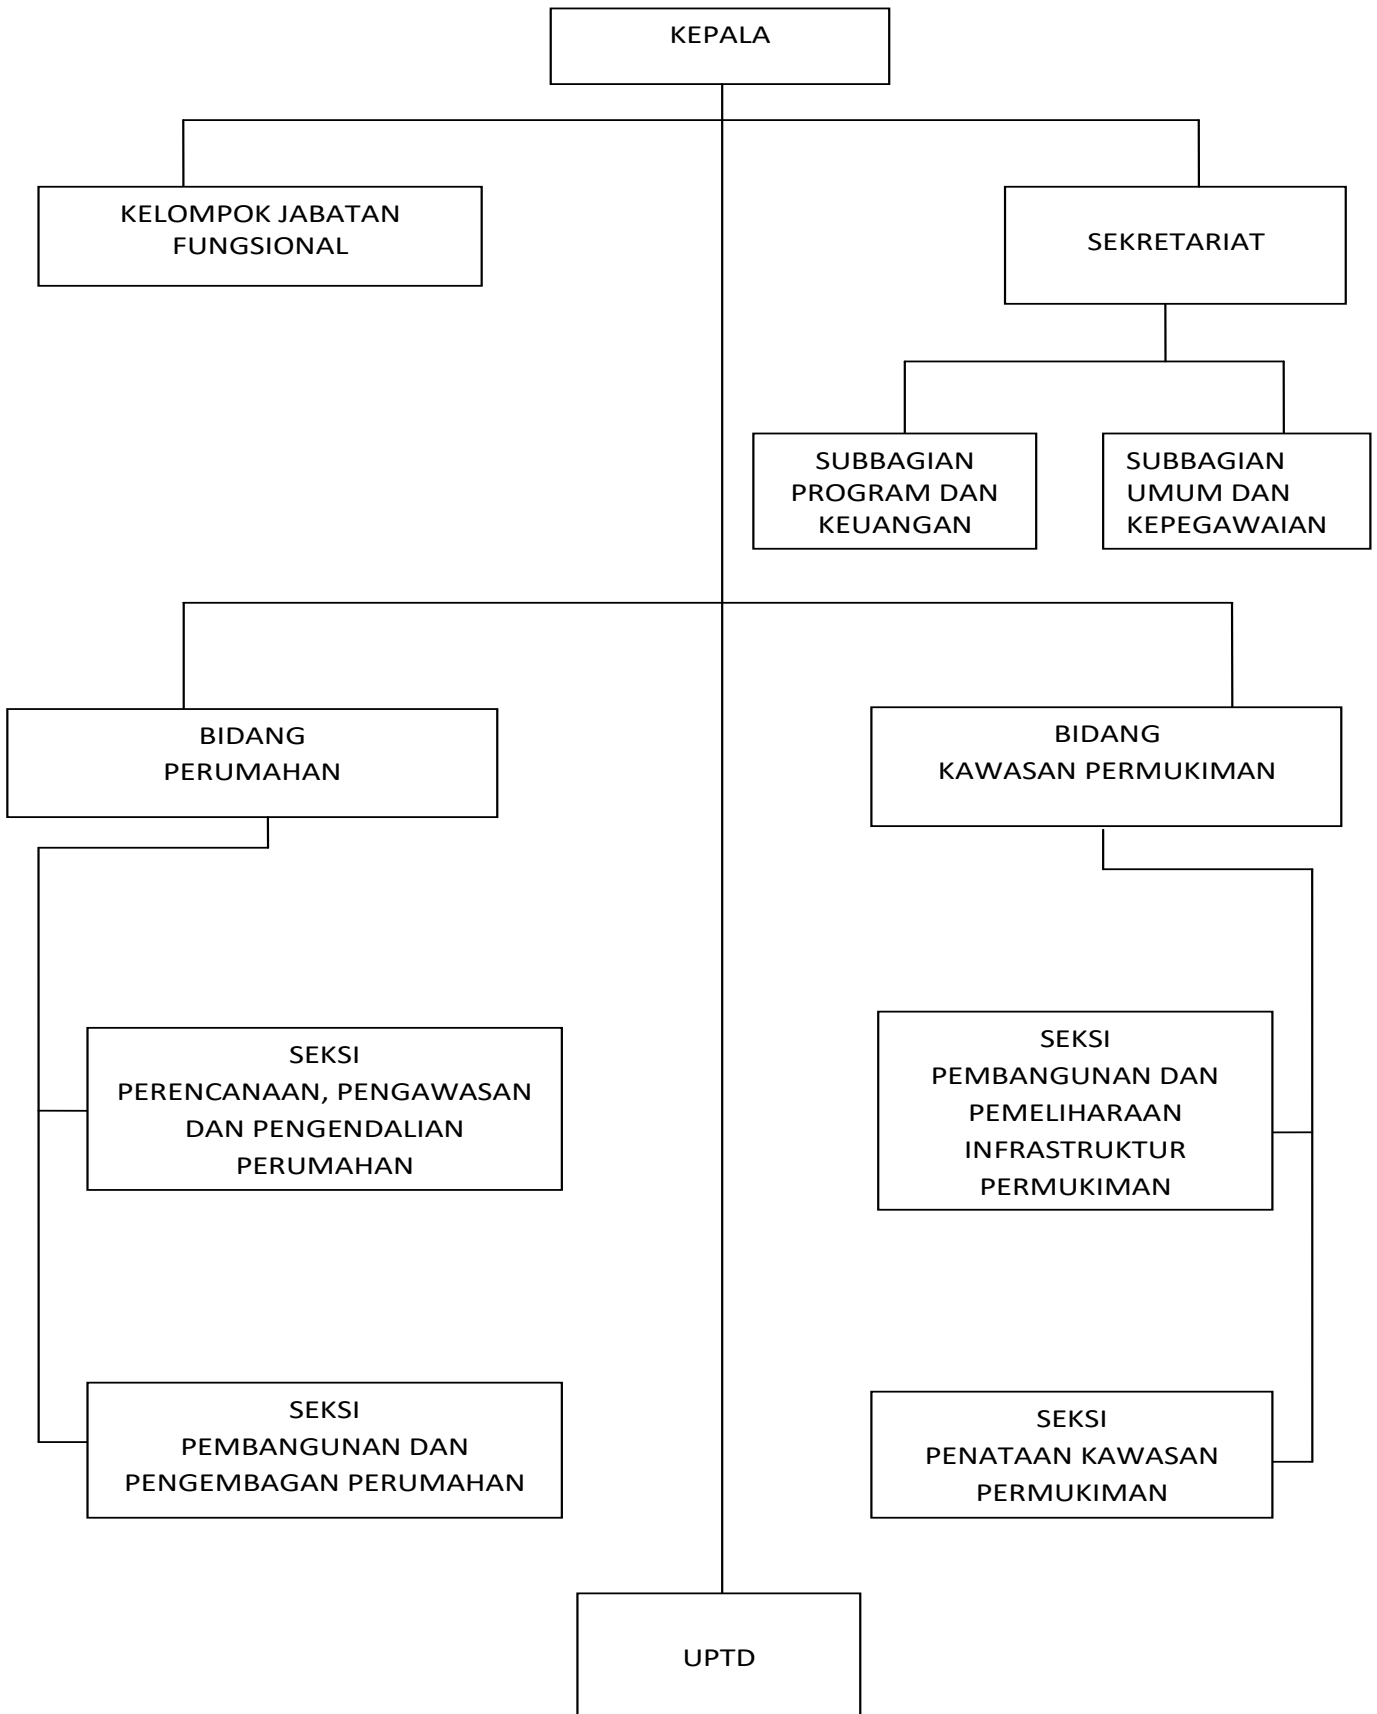 KEPALA
KELOMPOK JABATAN
FUNGSIONAL
SEKRETARIAT
SUBBAGIAN
PROGRAM DAN
KEUANGAN
SUBBAGIAN
UMUM DAN
KEPEGAWAIAN
BIDANG
PERUMAHAN
BIDANG
KAWASAN PERMUKIMAN
SEKSI
PERENCANAAN, PENGAWASAN
DAN PENGENDALIAN
PERUMAHAN
SEKSI
PEMBANGUNAN DAN
PEMELIHARAAN
INFRASTRUKTUR
PERMUKIMAN
SEKSI
PEMBANGUNAN DAN
PENGEMBAGAN PERUMAHAN
SEKSI
PENATAAN KAWASAN
PERMUKIMAN
UPTD